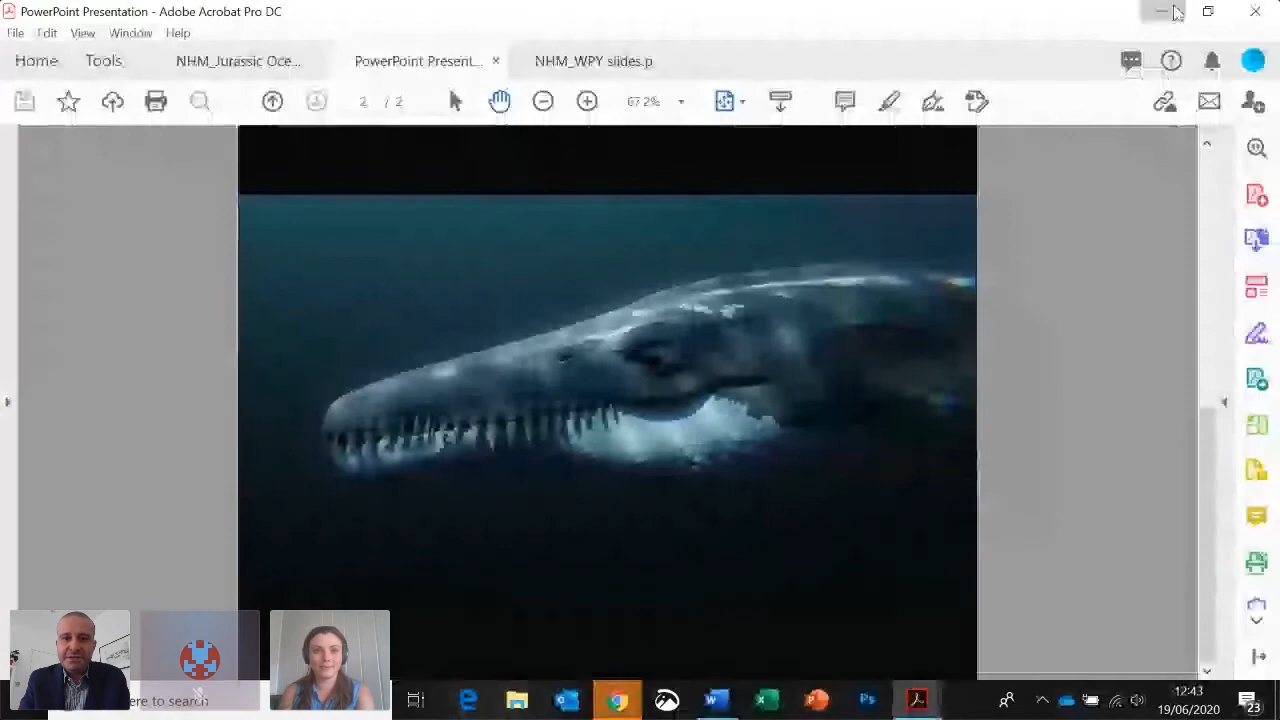 PowerPoint Presentation - Adobe Acrobat Pro DC
File Edit View Window Help
Home Tools NHM_Jurassic Oce... PowerPoint Present... × NHM_WPY slides.p
2 / 2 67.2%
ere to search
12:43
19/06/2020
23